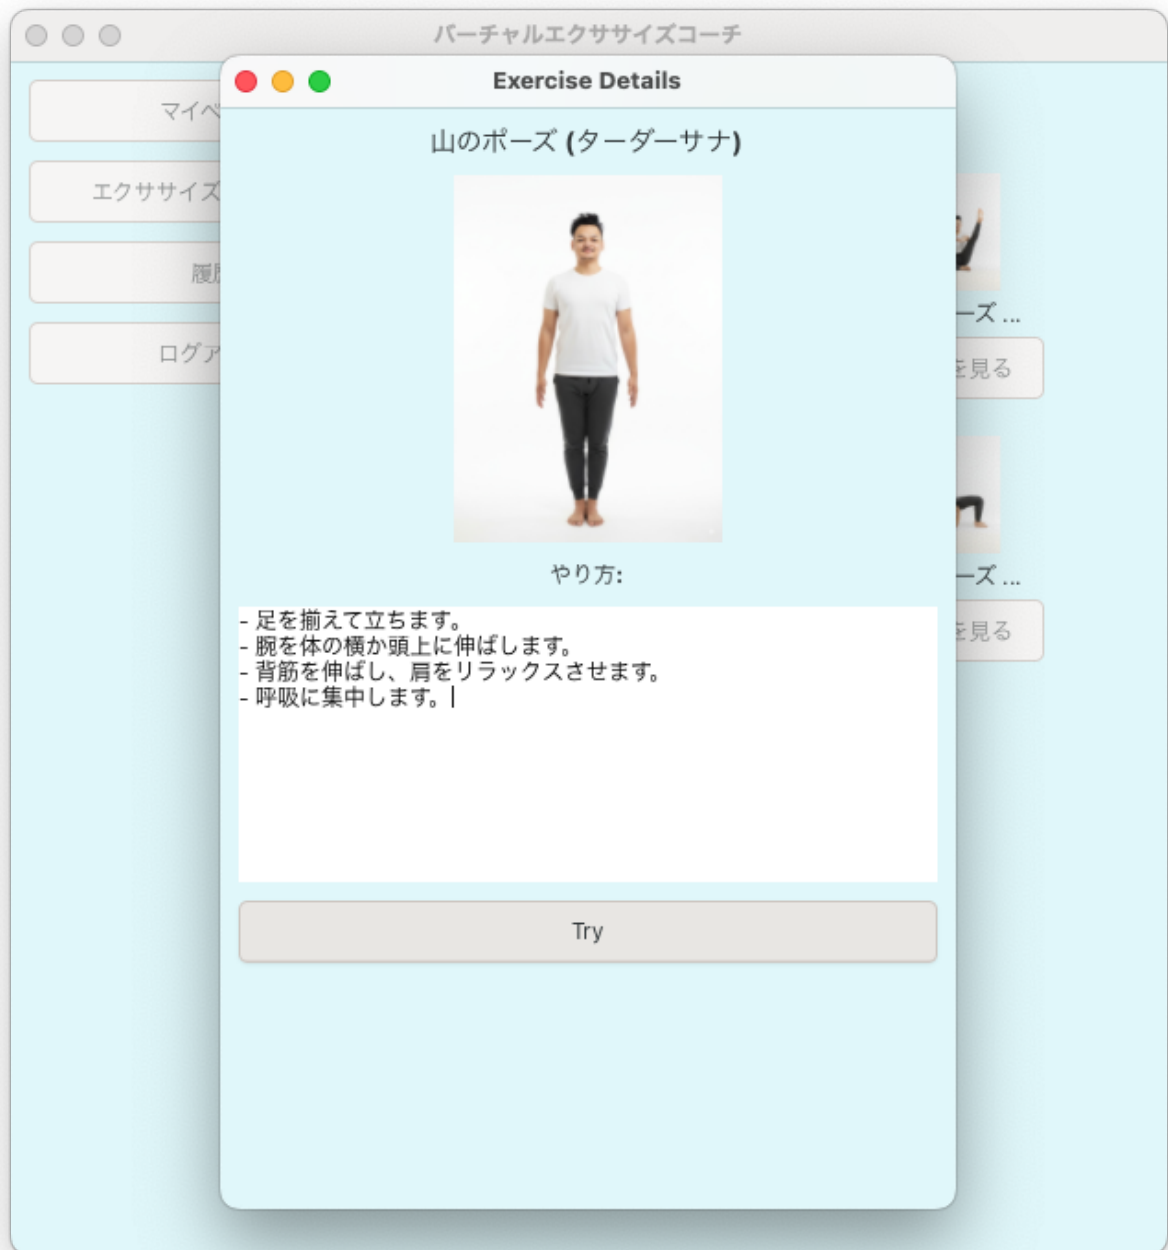 バーチャルエクササイズコーチ
Exercise Details
マイペ
エクササイズ
履歴
ログア
山のポーズ (ターダーサナ)
やり方:
- 足を揃えて立ちます。
- 腕を体の横か頭上に伸ばします。
- 背筋を伸ばし、肩をリラックスさせます。
- 呼吸に集中します。
Try
ーズ ...
を見る
ーズ ...
を見る